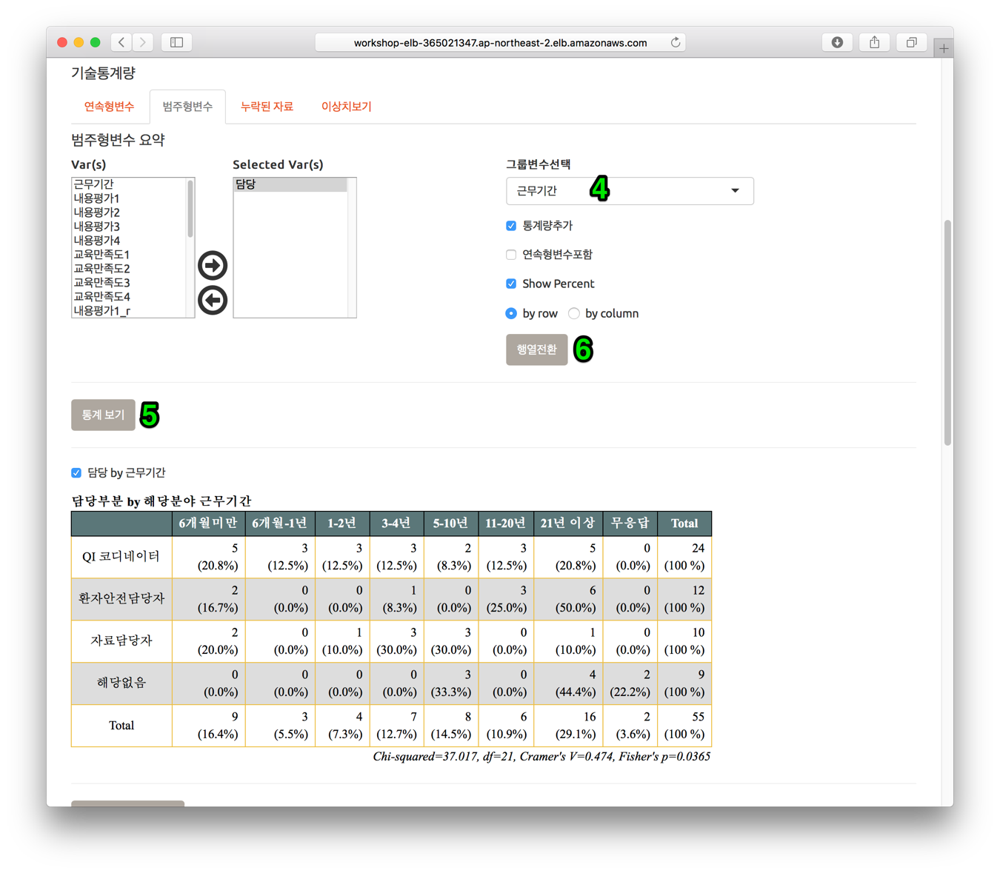 workshop-elb-365021347.ap-northeast-2.elb.amazonaws.com
기술통계량
연속형변수 범주형변수 누락된 자료 이상치보기
범주형변수 요약
Var(s) Selected Var(s) 그룹변수선택
근무기간 담당 근무기간 4
내용평가1
내용평가2
내용평가3
내용평가4
교육만족도1
교육만족도2
교육만족도3
교육만족도4
내용평가1_r
통계량추가
연속형변수포함
Show Percent
by row by column
행열전환 6
통계 보기 5
담당 by 근무기간
담당부분 by 해당분야 근무기간
6개월미만 6개월-1년 1-2년 3-4년 5-10년 11-20년 21년 이상 무응답 Total
QI 코디네이터 5 3 3 3 2 3 5 0 24
(20.8%) (12.5%) (12.5%) (12.5%) (8.3%) (12.5%) (20.8%) (0.0%) (100 %)
환자안전담당자 2 0 0 1 0 3 6 0 12
(16.7%) (0.0%) (0.0%) (8.3%) (0.0%) (25.0%) (50.0%) (0.0%) (100 %)
자료담당자 2 0 1 3 3 0 1 0 10
(20.0%) (0.0%) (10.0%) (30.0%) (30.0%) (0.0%) (10.0%) (0.0%) (100 %)
해당없음 0 0 0 0 3 0 4 2 9
(0.0%) (0.0%) (0.0%) (0.0%) (33.3%) (0.0%) (44.4%) (22.2%) (100 %)
Total 9 3 4 7 8 6 16 2 55
(16.4%) (5.5%) (7.3%) (12.7%) (14.5%) (10.9%) (29.1%) (3.6%) (100 %)
Chi-squared=37.017, df=21, Cramer's V=0.474, Fisher's p=0.0365